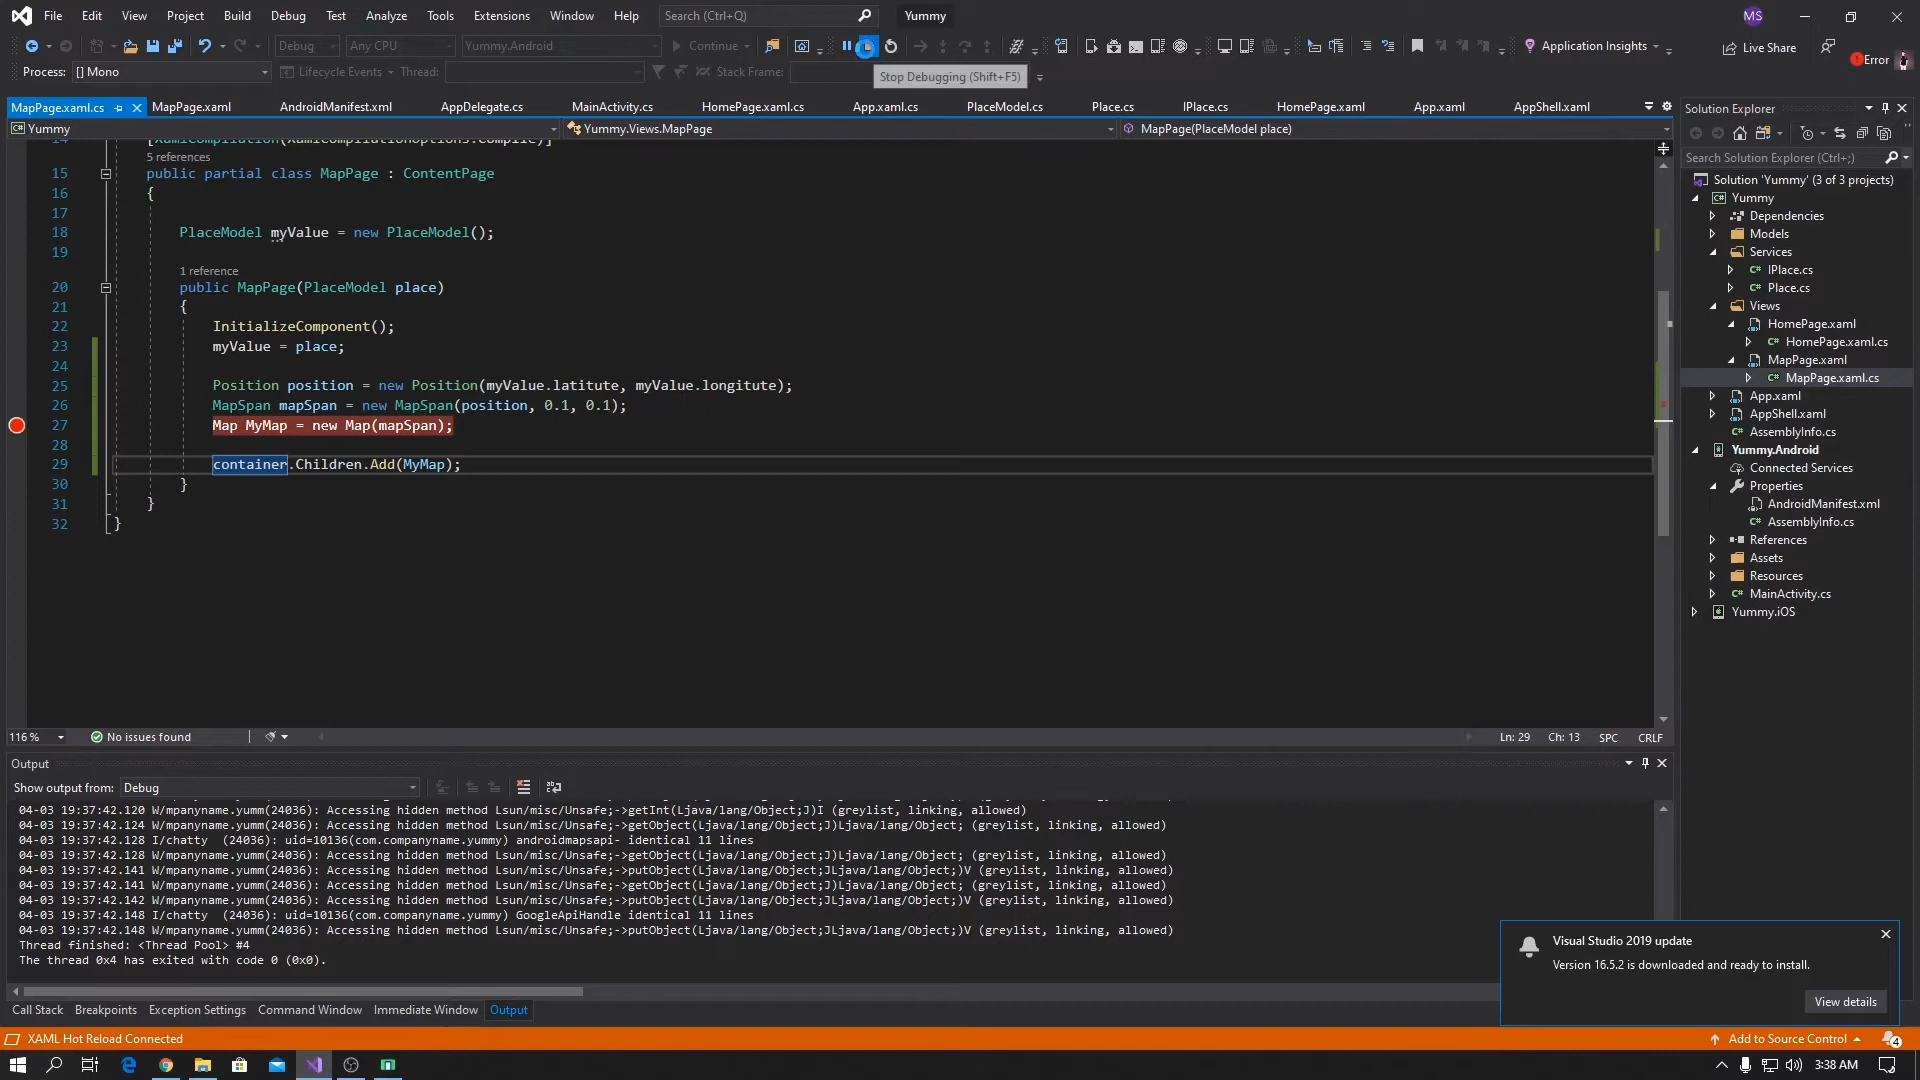 File Edit View Project Build Debug Test Analyze Tools Extensions Window Help Search (Ctrl+Q) Yummy MS
Debug Any CPU Yummy.Android Continue Application Insights Live Share Error
Process: [] Mono Lifecycle Events Thread: Stack Frame: Stop Debugging (Shift+F5)
MapPage.xaml.cs MapPage.xaml AndroidManifest.xml AppDelegate.cs MainActivity.cs HomePage.xaml.cs App.xaml.cs PlaceModel.cs Place.cs IPlace.cs HomePage.xaml App.xaml AppShell.xaml
Yummy Yummy.Views.MapPage MapPage(PlaceModel place)
14 [XamlCompilation(XamlCompilationOptions.Compile)]
5 references
15 public partial class MapPage : ContentPage
16 {
17
18 PlaceModel myValue = new PlaceModel();
19
1 reference
20 public MapPage(PlaceModel place)
21 {
22 InitializeComponent();
23 myValue = place;
24
25 Position position = new Position(myValue.latitute, myValue.longitute);
26 MapSpan mapSpan = new MapSpan(position, 0.1, 0.1);
27 Map MyMap = new Map(mapSpan);
28
29 container.Children.Add(MyMap);
30 }
31 }
32 }
116 % No issues found Ln: 29 Ch: 13 SPC CRLF
Solution Explorer
Search Solution Explorer (Ctrl+;)
Solution 'Yummy' (3 of 3 projects)
C# Yummy
Dependencies
Models
Services
C# IPlace.cs
C# Place.cs
Views
HomePage.xaml
C# HomePage.xaml.cs
MapPage.xaml
C# MapPage.xaml.cs
App.xaml
AppShell.xaml
C# AssemblyInfo.cs
Yummy.Android
Connected Services
Properties
AndroidManifest.xml
C# AssemblyInfo.cs
References
Assets
Resources
C# MainActivity.cs
Yummy.iOS
Output
Show output from: Debug
04-03 19:37:42.120 W/mpanyname.yumm(24036): Accessing hidden method Lsun/misc/Unsafe;->getInt(Ljava/lang/Object;J)I (greylist, linking, allowed)
04-03 19:37:42.124 W/mpanyname.yumm(24036): Accessing hidden method Lsun/misc/Unsafe;->getObject(Ljava/lang/Object;J)Ljava/lang/Object; (greylist, linking, allowed)
04-03 19:37:42.128 I/chatty  (24036): uid=10136(com.companyname.yummy) androidmapsapi- identical 11 lines
04-03 19:37:42.128 W/mpanyname.yumm(24036): Accessing hidden method Lsun/misc/Unsafe;->getObject(Ljava/lang/Object;J)Ljava/lang/Object; (greylist, linking, allowed)
04-03 19:37:42.141 W/mpanyname.yumm(24036): Accessing hidden method Lsun/misc/Unsafe;->putObject(Ljava/lang/Object;JLjava/lang/Object;)V (greylist, linking, allowed)
04-03 19:37:42.141 W/mpanyname.yumm(24036): Accessing hidden method Lsun/misc/Unsafe;->getObject(Ljava/lang/Object;J)Ljava/lang/Object; (greylist, linking, allowed)
04-03 19:37:42.142 W/mpanyname.yumm(24036): Accessing hidden method Lsun/misc/Unsafe;->putObject(Ljava/lang/Object;JLjava/lang/Object;)V (greylist, linking, allowed)
04-03 19:37:42.148 I/chatty  (24036): uid=10136(com.companyname.yummy) GoogleApiHandle identical 11 lines
04-03 19:37:42.148 W/mpanyname.yumm(24036): Accessing hidden method Lsun/misc/Unsafe;->putObject(Ljava/lang/Object;JLjava/lang/Object;)V (greylist, linking, allowed)
Thread finished: <Thread Pool> #4
The thread 0x4 has exited with code 0 (0x0).
Visual Studio 2019 update
Version 16.5.2 is downloaded and ready to install.
View details
Call Stack Breakpoints Exception Settings Command Window Immediate Window Output
XAML Hot Reload Connected Add to Source Control 4
3:38 AM